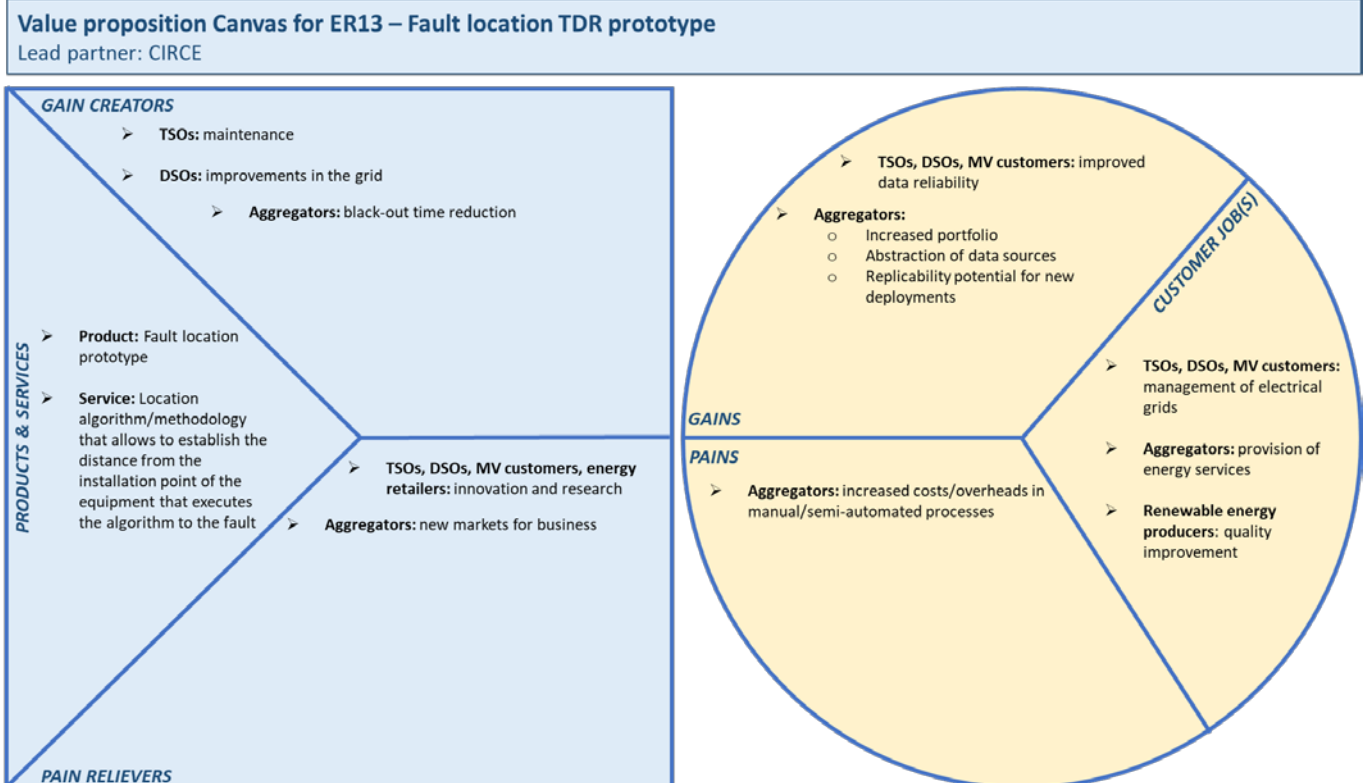 Value proposition Canvas for ER13 – Fault location TDR prototype
Lead partner: CIRCE
GAIN CREATORS
➢ TSOs: maintenance
➢ DSOs: improvements in the grid
➢ Aggregators: black-out time reduction
PRODUCTS & SERVICES
➢ Product: Fault location
prototype
➢ Service: Location
algorithm/methodology
that allows to establish the
distance from the
installation point of the
equipment that executes
the algorithm to the fault
➢ TSOs, DSOs, MV customers, energy
retailers: innovation and research
➢ Aggregators: new markets for business
PAIN RELIEVERS
➢ TSOs, DSOs, MV customers: improved
data reliability
➢ Aggregators:
o Increased portfolio
o Abstraction of data sources
o Replicability potential for new
deployments
GAINS
PAINS
➢ Aggregators: increased costs/overheads in
manual/semi-automated processes
CUSTOMER JOB(S)
➢ TSOs, DSOs, MV customers:
management of electrical
grids
➢ Aggregators: provision of
energy services
➢ Renewable energy
producers: quality
improvement